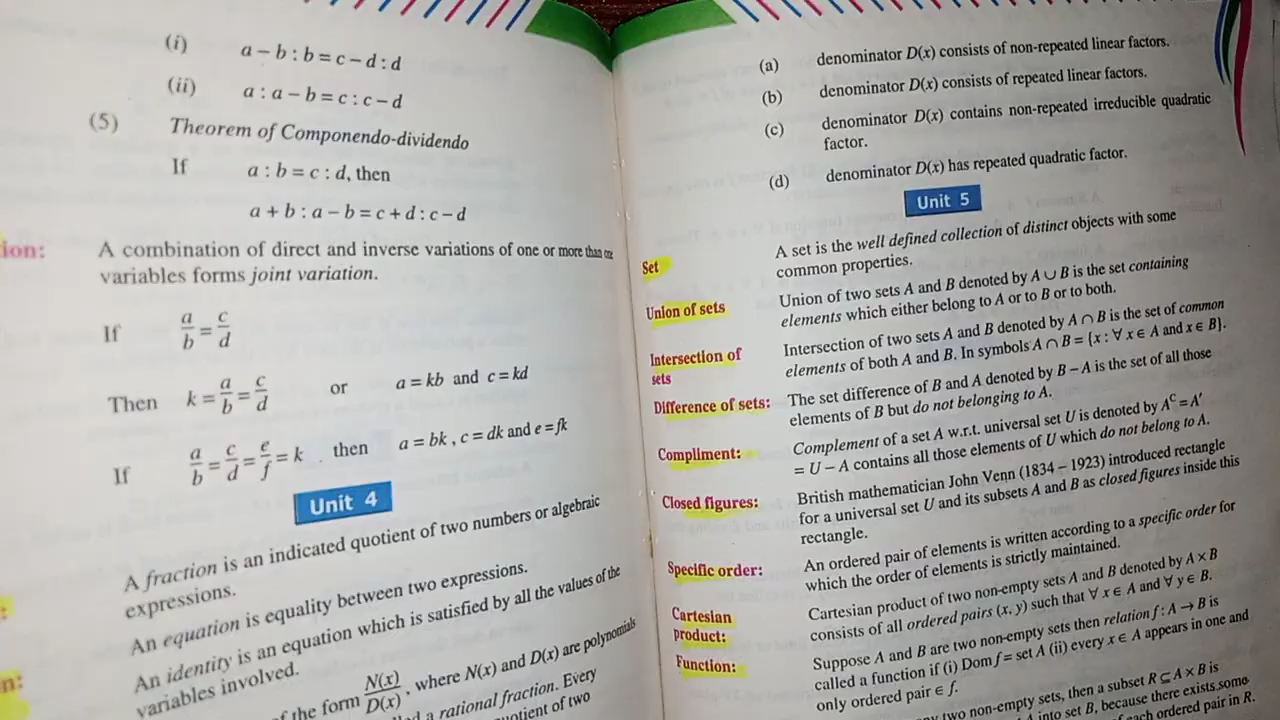 (i) a – b : b = c – d : d
(ii) a : a – b = c : c – d
(5) Theorem of Componendo-dividendo
If a : b = c : d, then
a + b : a – b = c + d : c – d
ion: A combination of direct and inverse variations of one or more than one
variables forms joint variation.
If a/b = c/d
Then k = a/b = c/d or a = kb and c = kd
If a/b = c/d = e/f = k then a = bk , c = dk and e = fk
Unit 4
A fraction is an indicated quotient of two numbers or algebraic
expressions.
An equation is equality between two expressions.
An identity is an equation which is satisfied by all the values of the
variables involved.
n: of the form N(x)/D(x), where N(x) and D(x) are polynomials
a rational fraction. Every
quotient of two
(a) denominator D(x) consists of non-repeated linear factors.
(b) denominator D(x) consists of repeated linear factors.
(c) denominator D(x) contains non-repeated irreducible quadratic
factor.
(d) denominator D(x) has repeated quadratic factor.
Unit 5
Set A set is the well defined collection of distinct objects with some
common properties.
Union of sets Union of two sets A and B denoted by A ∪ B is the set containing
elements which either belong to A or to B or to both.
Intersection of Intersection of two sets A and B denoted by A ∩ B is the set of common
sets elements of both A and B. In symbols A ∩ B = {x : ∀ x ∈ A and x ∈ B}.
Difference of sets: The set difference of B and A denoted by B – A is the set of all those
elements of B but do not belonging to A.
Compliment: Complement of a set A w.r.t. universal set U is denoted by Aᶜ = A′
= U – A contains all those elements of U which do not belong to A.
Closed figures: British mathematician John Venn (1834 – 1923) introduced rectangle
for a universal set U and its subsets A and B as closed figures inside this
rectangle.
Specific order: An ordered pair of elements is written according to a specific order for
which the order of elements is strictly maintained.
Cartesian Cartesian product of two non-empty sets A and B denoted by A × B
product: consists of all ordered pairs (x, y) such that ∀ x ∈ A and ∀ y ∈ B.
Function: Suppose A and B are two non-empty sets then relation f : A → B is
called a function if (i) Dom f = set A (ii) every x ∈ A appears in one and
only ordered pair ∈ f.
two non-empty sets, then a subset R ⊆ A × B is
into set B, because there exists some
each ordered pair in R.